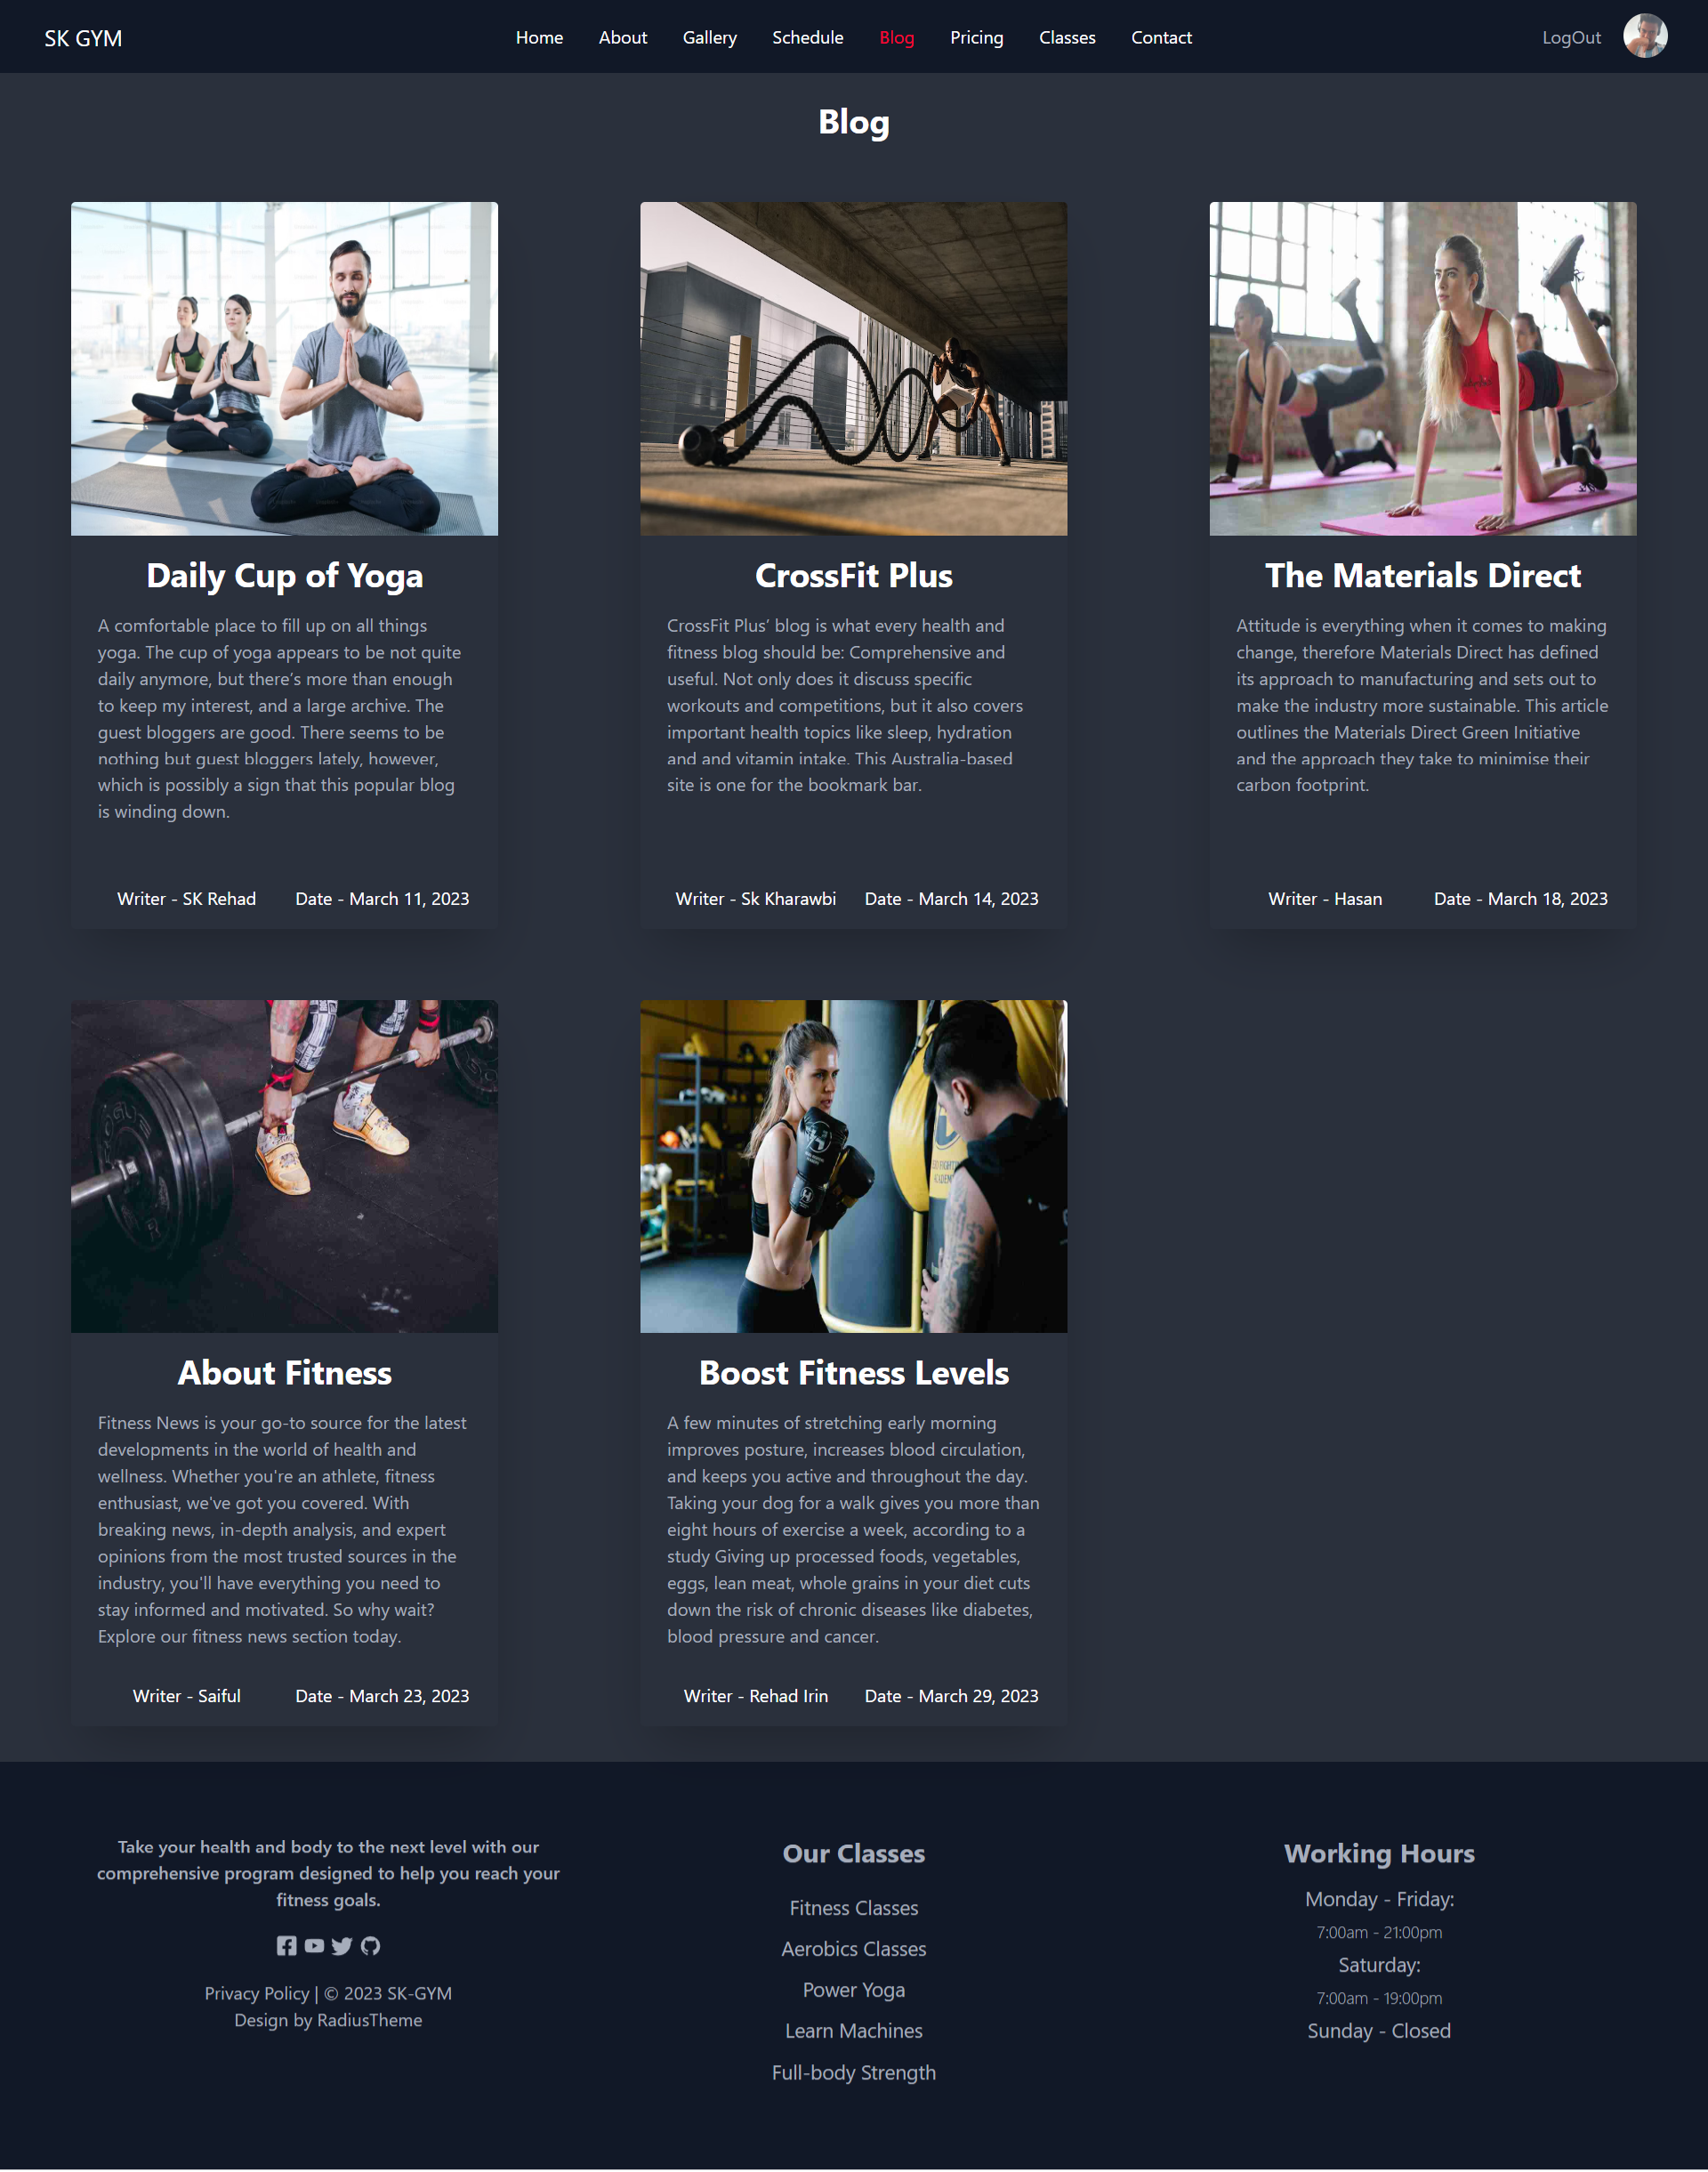 SK GYM
Home About Gallery Schedule Blog Pricing Classes Contact
LogOut
Blog
Daily Cup of Yoga
A comfortable place to fill up on all things
yoga. The cup of yoga appears to be not quite
daily anymore, but there’s more than enough
to keep my interest, and a large archive. The
guest bloggers are good. There seems to be
nothing but guest bloggers lately, however,
which is possibly a sign that this popular blog
is winding down.
Writer - SK Rehad Date - March 11, 2023
CrossFit Plus
CrossFit Plus’ blog is what every health and
fitness blog should be: Comprehensive and
useful. Not only does it discuss specific
workouts and competitions, but it also covers
important health topics like sleep, hydration
and and vitamin intake. This Australia-based
site is one for the bookmark bar.
Writer - Sk Kharawbi Date - March 14, 2023
The Materials Direct
Attitude is everything when it comes to making
change, therefore Materials Direct has defined
its approach to manufacturing and sets out to
make the industry more sustainable. This article
outlines the Materials Direct Green Initiative
and the approach they take to minimise their
carbon footprint.
Writer - Hasan Date - March 18, 2023
About Fitness
Fitness News is your go-to source for the latest
developments in the world of health and
wellness. Whether you're an athlete, fitness
enthusiast, we've got you covered. With
breaking news, in-depth analysis, and expert
opinions from the most trusted sources in the
industry, you'll have everything you need to
stay informed and motivated. So why wait?
Explore our fitness news section today.
Writer - Saiful Date - March 23, 2023
Boost Fitness Levels
A few minutes of stretching early morning
improves posture, increases blood circulation,
and keeps you active and throughout the day.
Taking your dog for a walk gives you more than
eight hours of exercise a week, according to a
study Giving up processed foods, vegetables,
eggs, lean meat, whole grains in your diet cuts
down the risk of chronic diseases like diabetes,
blood pressure and cancer.
Writer - Rehad Irin Date - March 29, 2023
Take your health and body to the next level with our
comprehensive program designed to help you reach your
fitness goals.
Privacy Policy | © 2023 SK-GYM
Design by RadiusTheme
Our Classes
Fitness Classes
Aerobics Classes
Power Yoga
Learn Machines
Full-body Strength
Working Hours
Monday - Friday:
7:00am - 21:00pm
Saturday:
7:00am - 19:00pm
Sunday - Closed